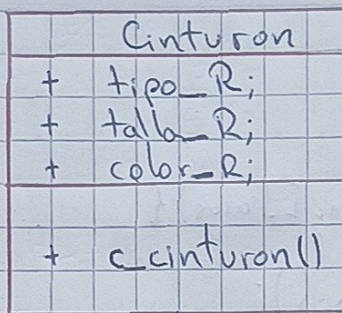 Cinturon
+ tipo_R;
+ talla_R;
+ color_R;
+ c_cinturon()